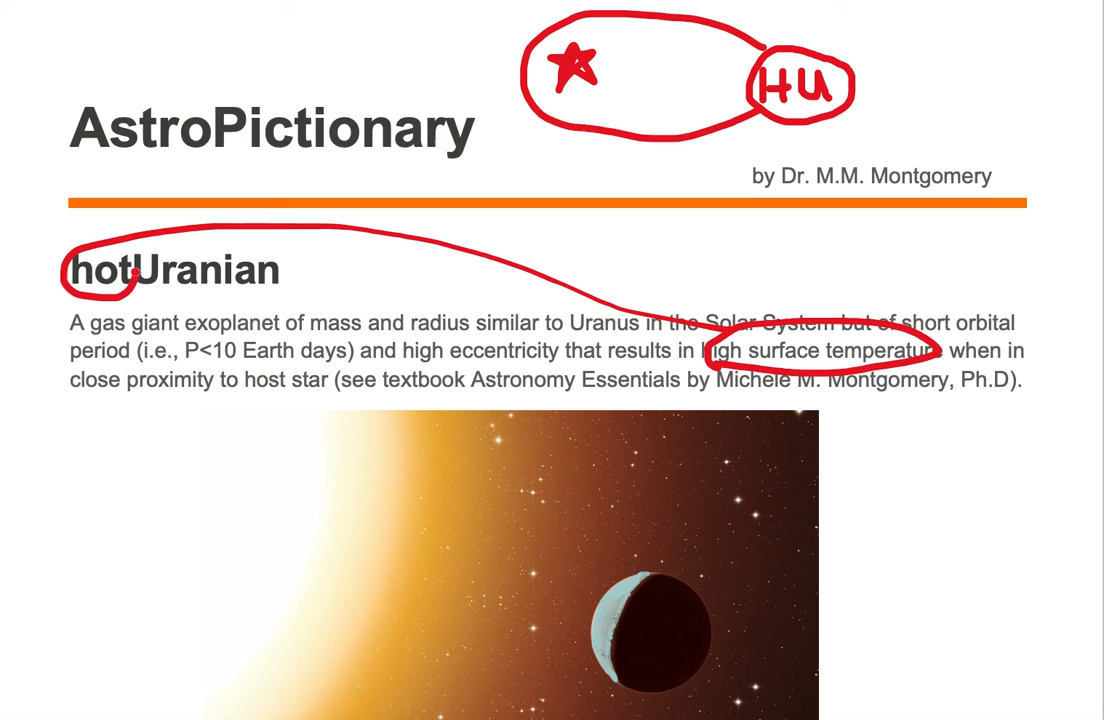 HU
AstroPictionary
by Dr. M.M. Montgomery
hotUranian
A gas giant exoplanet of mass and radius similar to Uranus in the Solar System but of short orbital
period (i.e., P<10 Earth days) and high eccentricity that results in high surface temperature when in
close proximity to host star (see textbook Astronomy Essentials by Michele M. Montgomery, Ph.D).